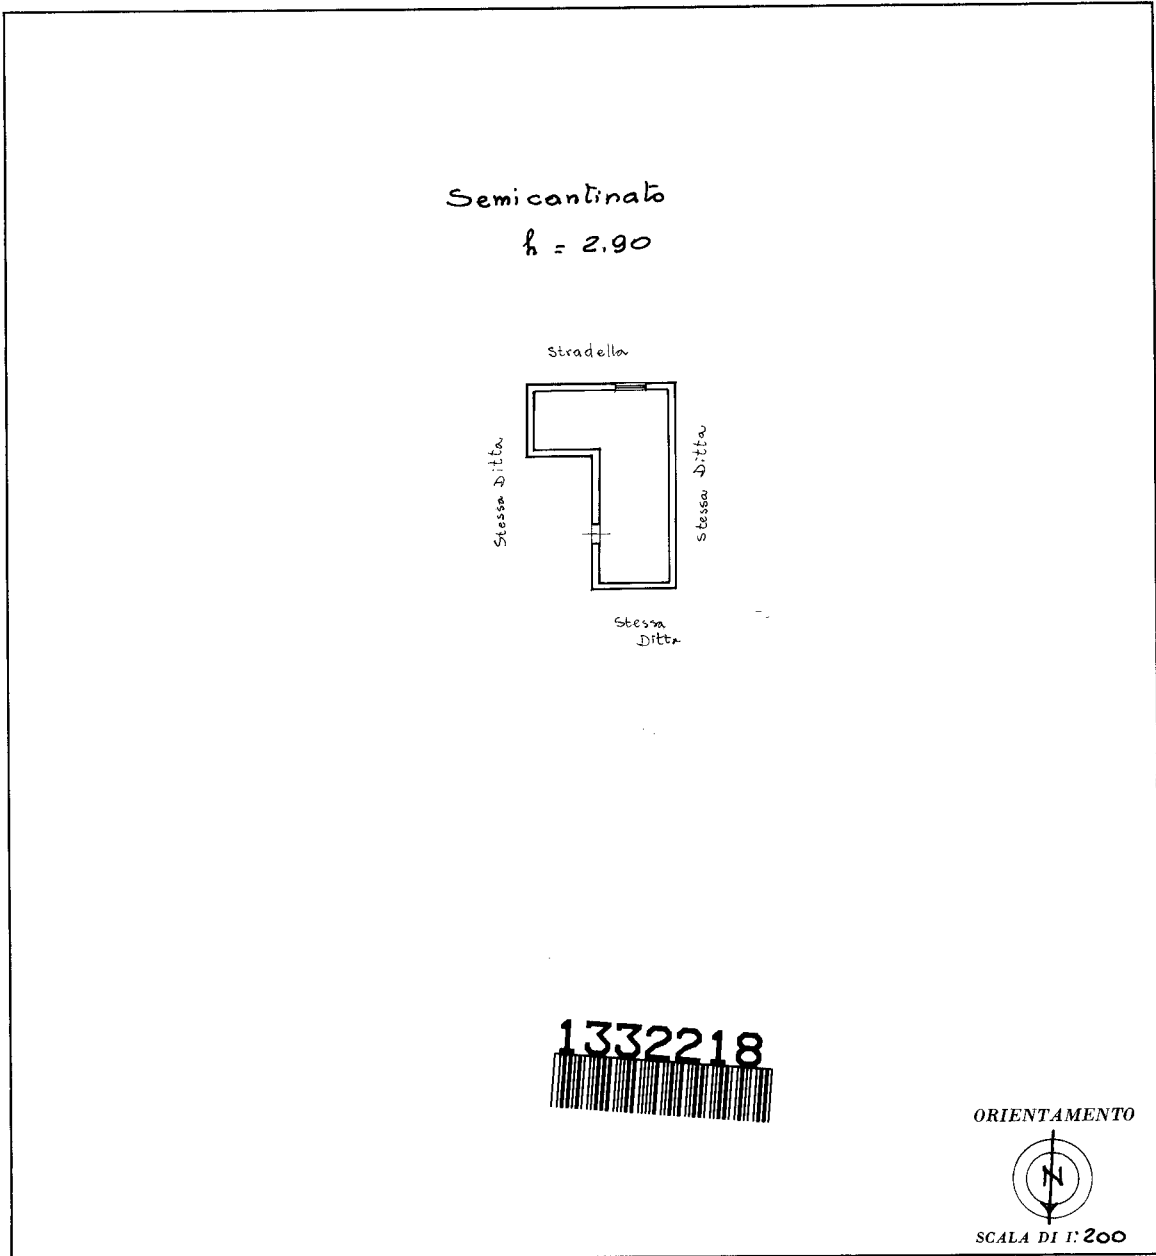 Semicantinato
h = 2.90
stradella
Stessa Ditta
stessa Ditta
Stessa
Ditta
1332218
ORIENTAMENTO
N
SCALA DI 1:200